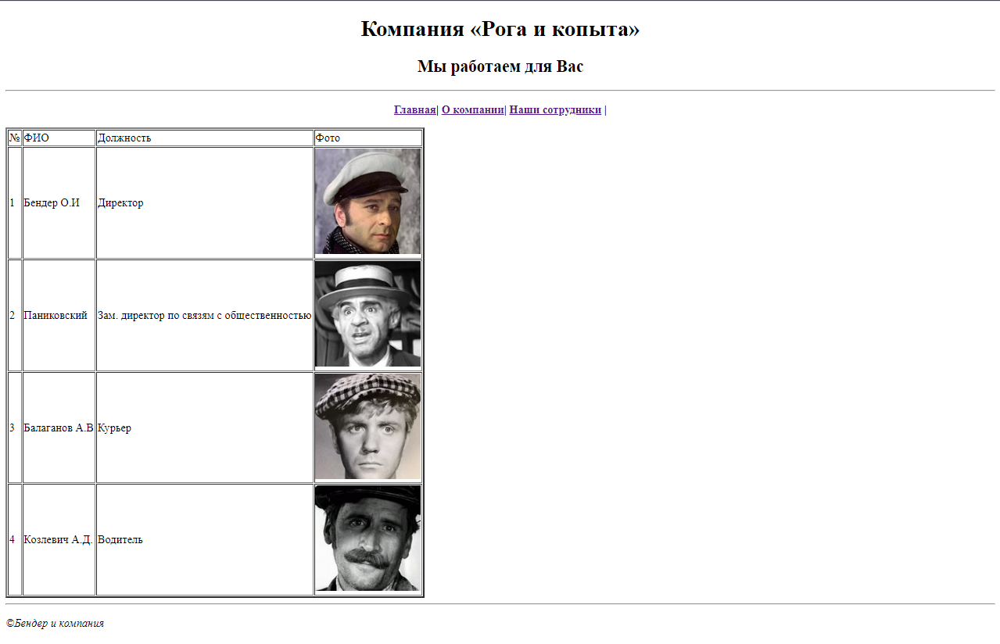 Компания «Рога и копыта»
Мы работаем для Вас
Главная| О компании| Наши сотрудники |
№ ФИО Должность Фото
1 Бендер О.И Директор
2 Паниковский Зам. директор по связям с общественностью
3 Балаганов А.В Курьер
4 Козлевич А.Д. Водитель
©Бендер и компания